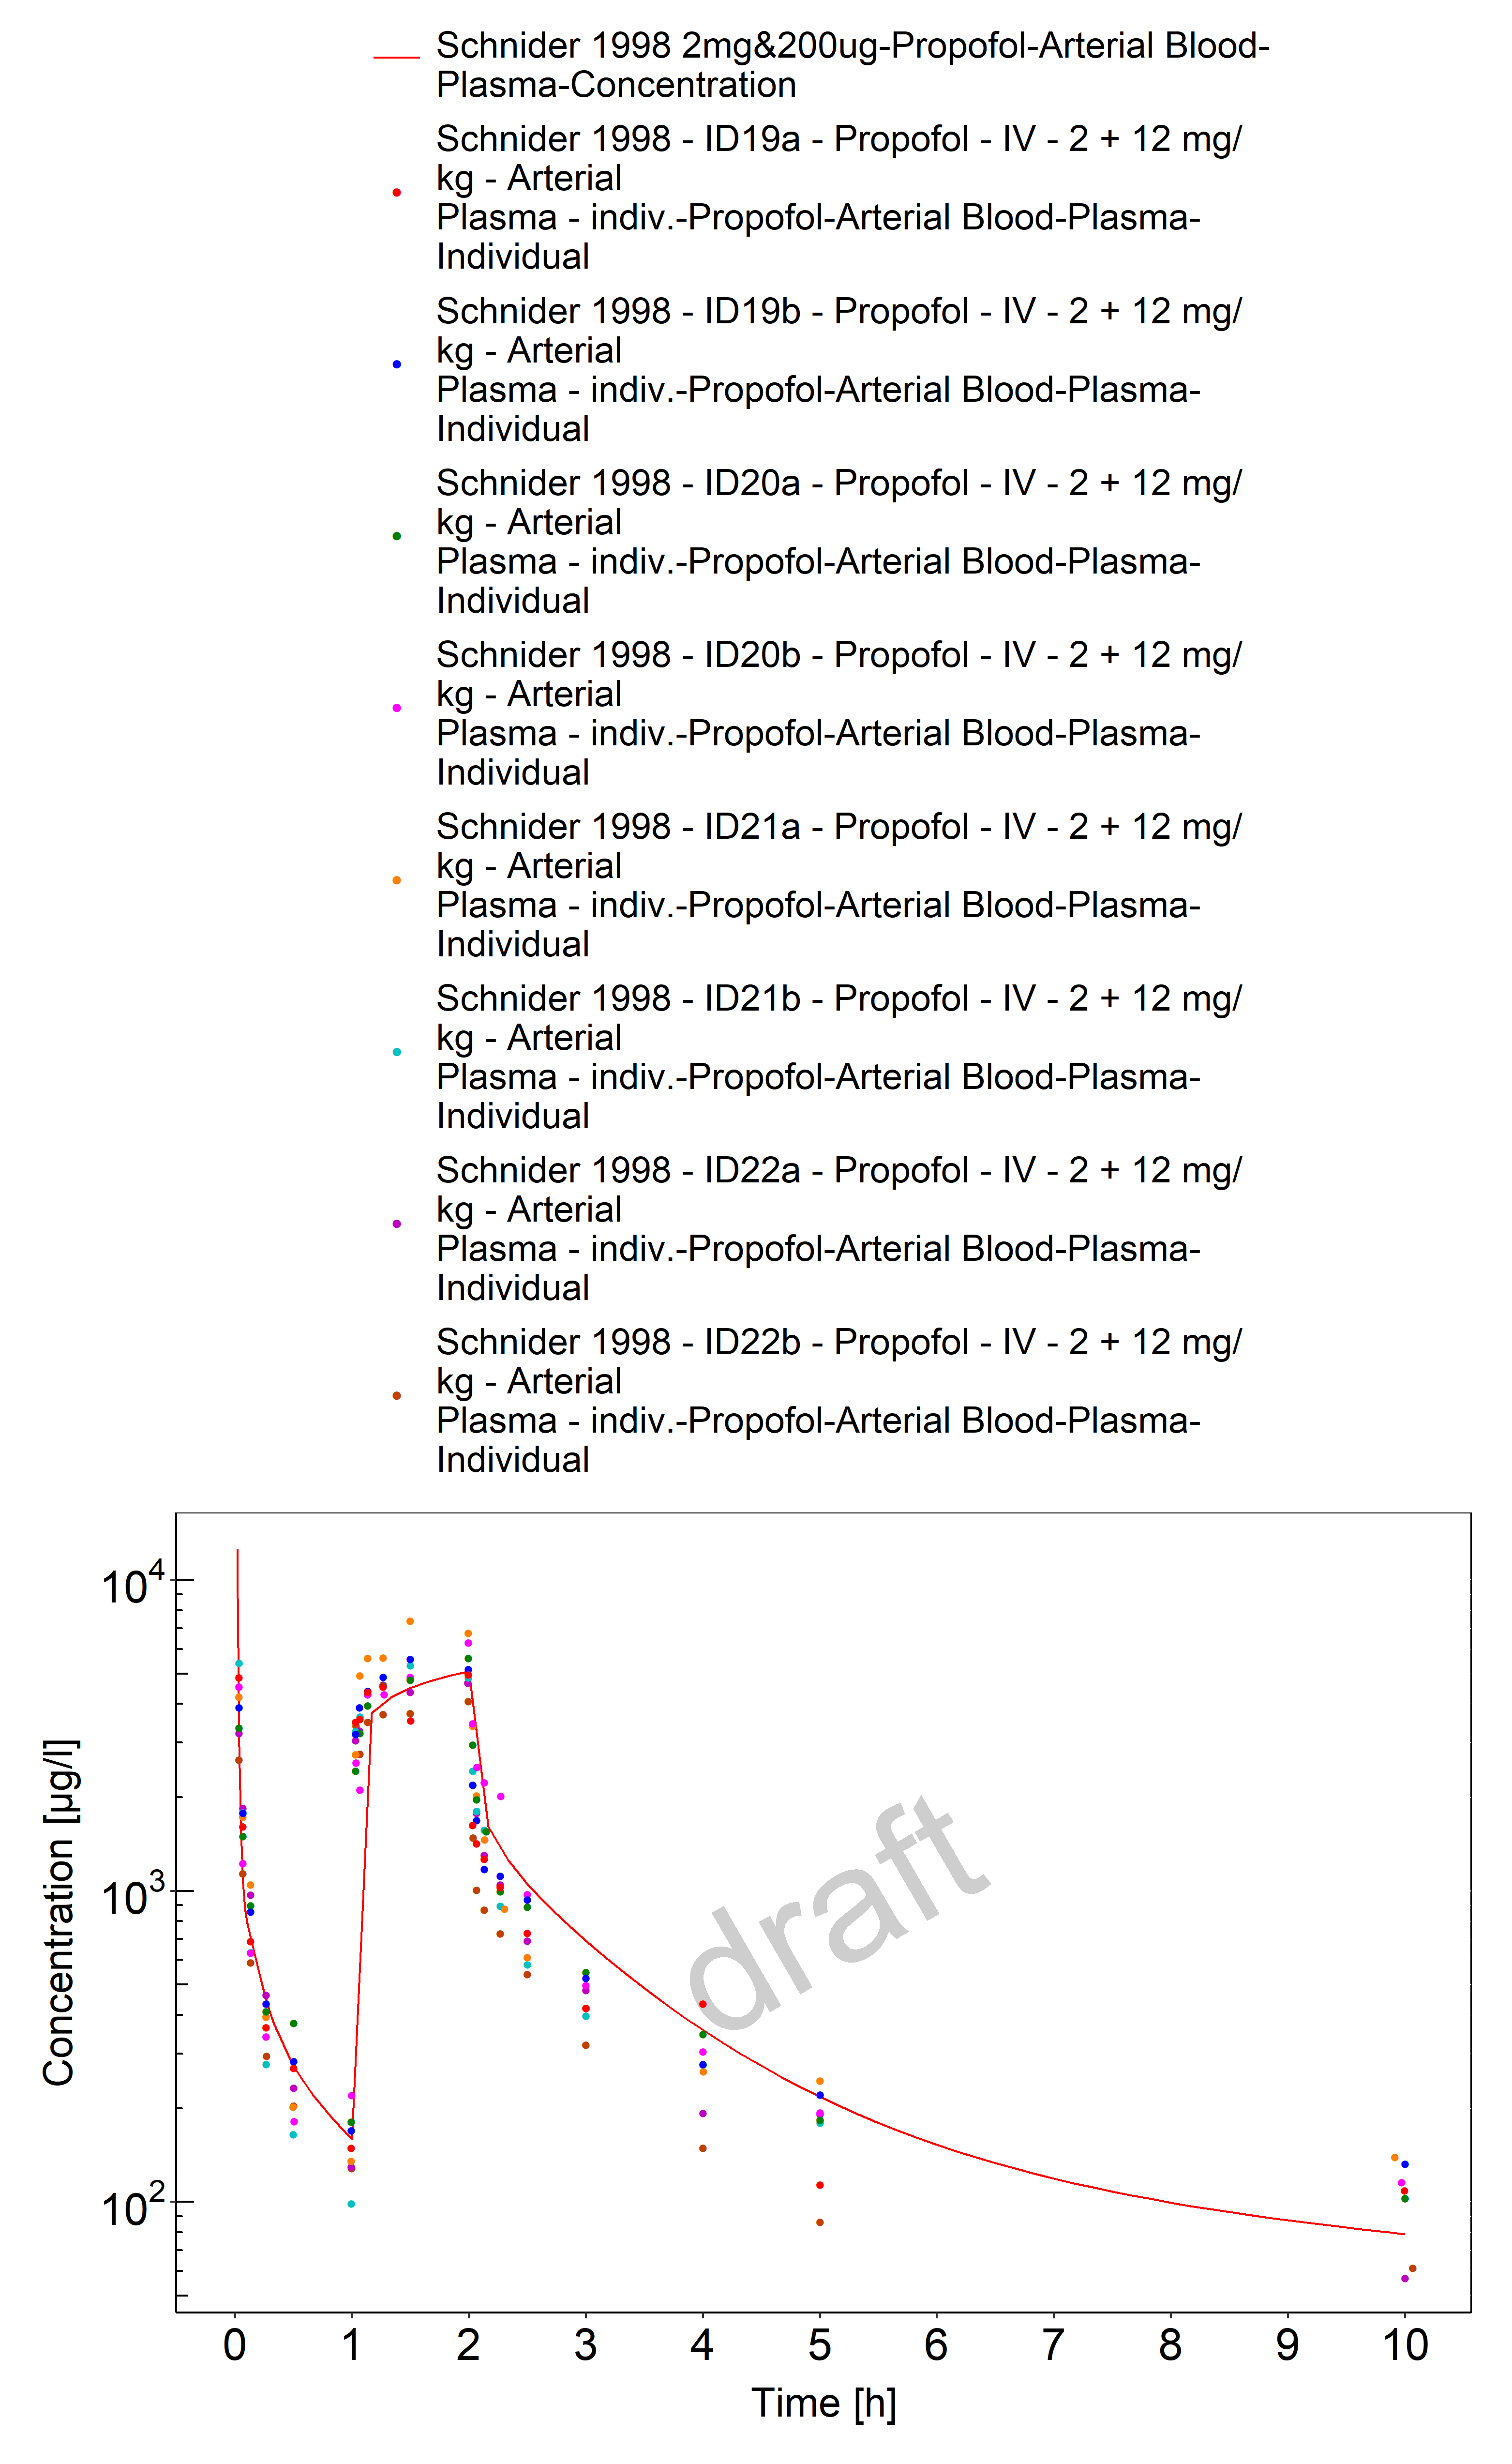 Schnider 1998 2mg&200ug-Propofol-Arterial Blood-
Plasma-Concentration
Schnider 1998 - ID19a - Propofol - IV - 2 + 12 mg/
kg - Arterial
Plasma - indiv.-Propofol-Arterial Blood-Plasma-
Individual
Schnider 1998 - ID19b - Propofol - IV - 2 + 12 mg/
kg - Arterial
Plasma - indiv.-Propofol-Arterial Blood-Plasma-
Individual
Schnider 1998 - ID20a - Propofol - IV - 2 + 12 mg/
kg - Arterial
Plasma - indiv.-Propofol-Arterial Blood-Plasma-
Individual
Schnider 1998 - ID20b - Propofol - IV - 2 + 12 mg/
kg - Arterial
Plasma - indiv.-Propofol-Arterial Blood-Plasma-
Individual
Schnider 1998 - ID21a - Propofol - IV - 2 + 12 mg/
kg - Arterial
Plasma - indiv.-Propofol-Arterial Blood-Plasma-
Individual
Schnider 1998 - ID21b - Propofol - IV - 2 + 12 mg/
kg - Arterial
Plasma - indiv.-Propofol-Arterial Blood-Plasma-
Individual
Schnider 1998 - ID22a - Propofol - IV - 2 + 12 mg/
kg - Arterial
Plasma - indiv.-Propofol-Arterial Blood-Plasma-
Individual
Schnider 1998 - ID22b - Propofol - IV - 2 + 12 mg/
kg - Arterial
Plasma - indiv.-Propofol-Arterial Blood-Plasma-
Individual
Concentration [µg/l]
10⁴
10³
10²
draft
0 1 2 3 4 5 6 7 8 9 10
Time [h]